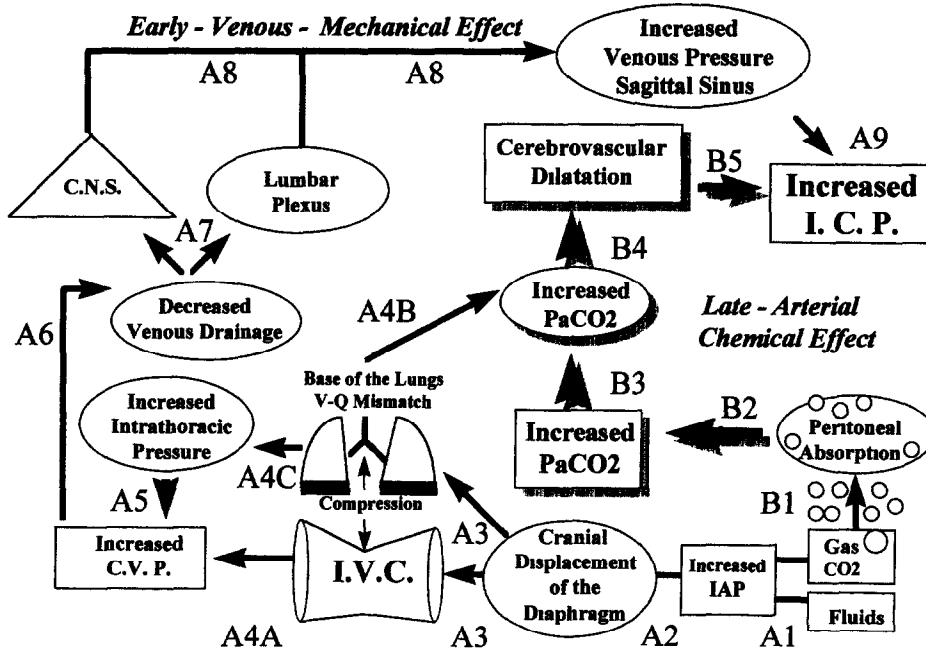 Early - Venous - Mechanical Effect
A8
A8
Increased
Venous Pressure
Sagittal Sinus
A9
C.N.S.
Lumbar
Plexus
Cerebrovascular
Dilatation
B5
Increased
I. C. P.
A7
B4
Decreased
Venous Drainage
A6
A4B
Increased
PaCO2
Late - Arterial
Chemical Effect
Base of the Lungs
V-Q Mismatch
B3
B2
Increased
Intrathoracic
Pressure
A4C
Increased
PaCO2
Peritoneal
Absorption
A5
Compression
A3
B1
Increased
C.V.P.
I.V.C.
Cranial
Displacement
of the
Diaphragm
Increased
IAP
Gas
CO2
Fluids
A4A
A3
A2
A1